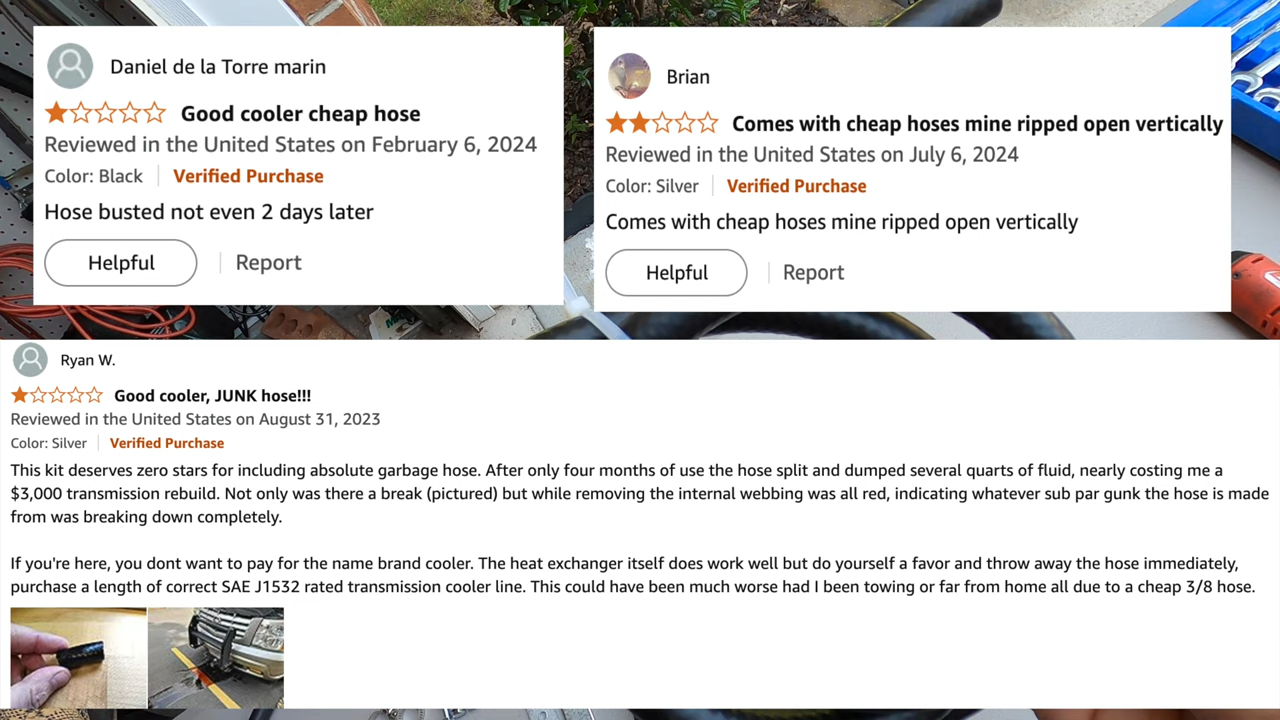 Daniel de la Torre marin
Good cooler cheap hose
Reviewed in the United States on February 6, 2024
Color: Black Verified Purchase
Hose busted not even 2 days later
Helpful Report
Brian
Comes with cheap hoses mine ripped open vertically
Reviewed in the United States on July 6, 2024
Color: Silver Verified Purchase
Comes with cheap hoses mine ripped open vertically
Helpful Report
Ryan W.
Good cooler, JUNK hose!!!
Reviewed in the United States on August 31, 2023
Color: Silver Verified Purchase
This kit deserves zero stars for including absolute garbage hose. After only four months of use the hose split and dumped several quarts of fluid, nearly costing me a
$3,000 transmission rebuild. Not only was there a break (pictured) but while removing the internal webbing was all red, indicating whatever sub par gunk the hose is made
from was breaking down completely.
If you're here, you dont want to pay for the name brand cooler. The heat exchanger itself does work well but do yourself a favor and throw away the hose immediately,
purchase a length of correct SAE J1532 rated transmission cooler line. This could have been much worse had I been towing or far from home all due to a cheap 3/8 hose.